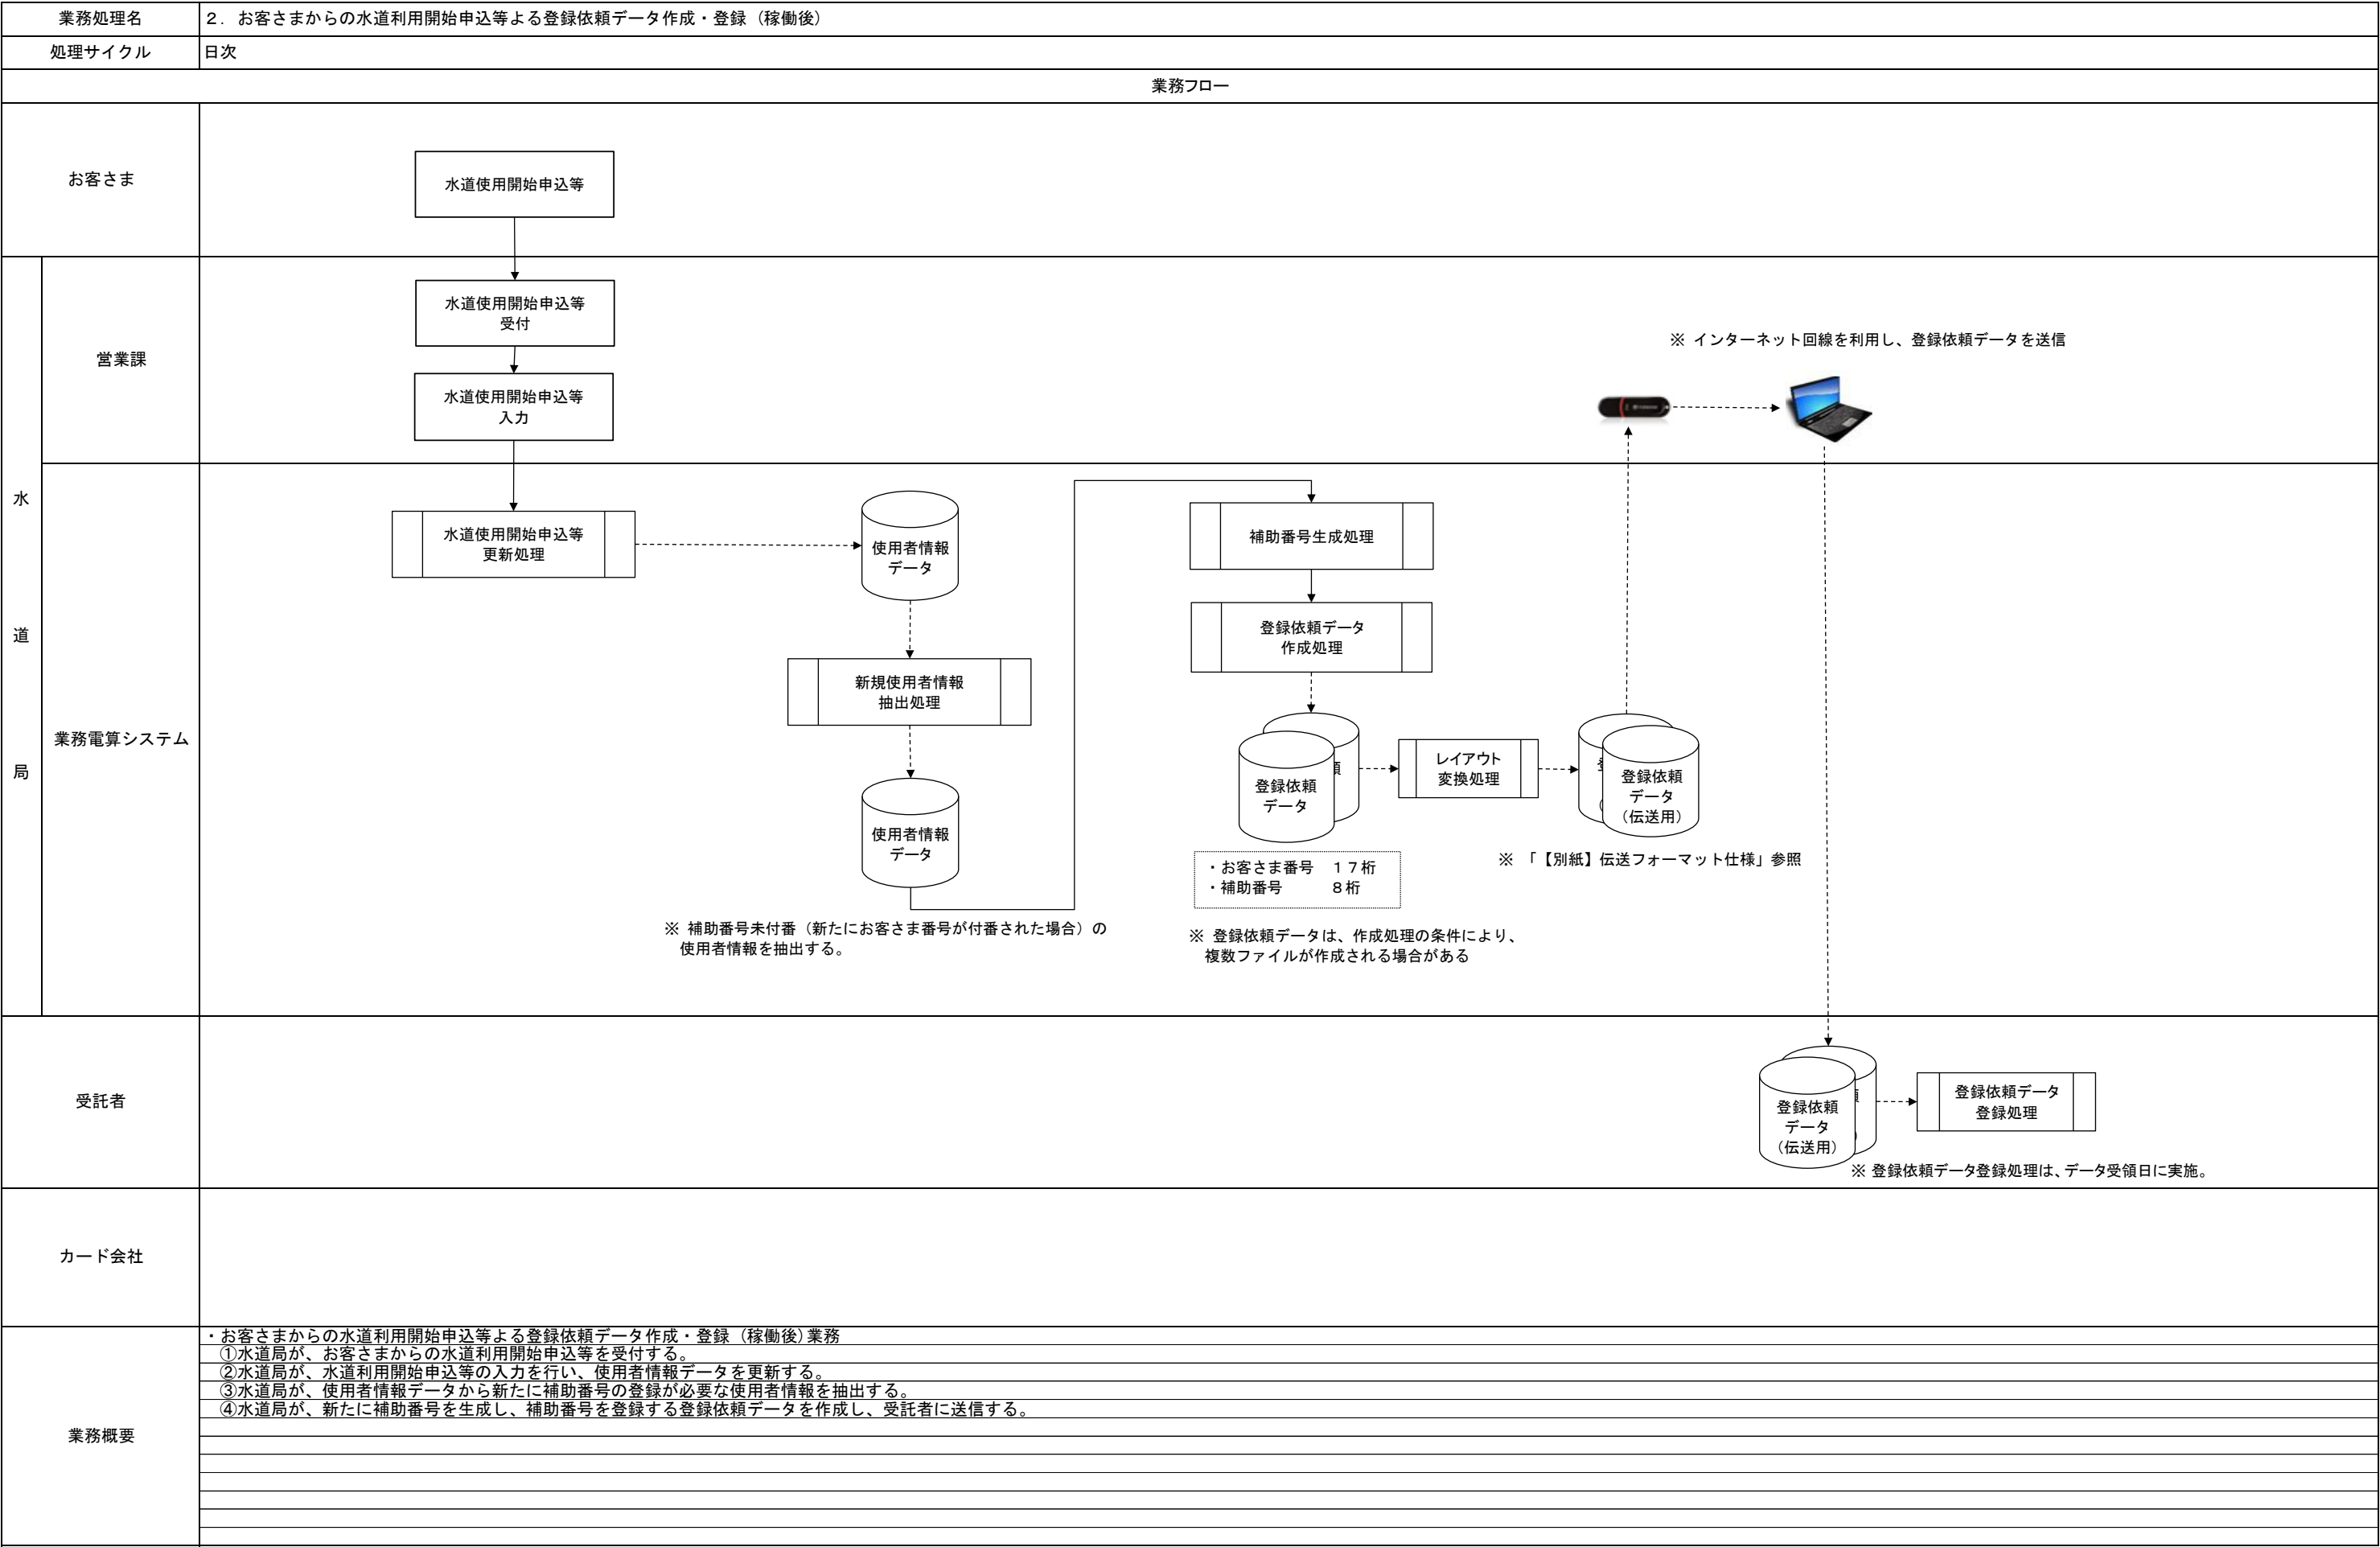 業務処理名
２．お客さまからの水道利用開始申込等よる登録依頼データ作成・登録（稼働後）
処理サイクル
日次
業務フロー
お客さま
水道使用開始申込等
水道局
営業課
水道使用開始申込等
受付
水道使用開始申込等
入力
※ インターネット回線を利用し、登録依頼データを送信
業務電算システム
水道使用開始申込等
更新処理
使用者情報
データ
新規使用者情報
抽出処理
使用者情報
データ
※ 補助番号未付番（新たにお客さま番号が付番された場合）の
使用者情報を抽出する。
補助番号生成処理
登録依頼データ
作成処理
登録依頼
データ
頼
・お客さま番号　１７桁
・補助番号　　　８桁
※ 登録依頼データは、作成処理の条件により、
複数ファイルが作成される場合がある
レイアウト
変換処理
登録依頼
データ
（伝送用）
※ 「【別紙】伝送フォーマット仕様」参照
受託者
登録依頼
データ
（伝送用）
登録依頼データ
登録処理
※ 登録依頼データ登録処理は、データ受領日に実施。
カード会社
業務概要
・お客さまからの水道利用開始申込等よる登録依頼データ作成・登録（稼働後）業務
①水道局が、お客さまからの水道利用開始申込等を受付する。
②水道局が、水道利用開始申込等の入力を行い、使用者情報データを更新する。
③水道局が、使用者情報データから新たに補助番号の登録が必要な使用者情報を抽出する。
④水道局が、新たに補助番号を生成し、補助番号を登録する登録依頼データを作成し、受託者に送信する。